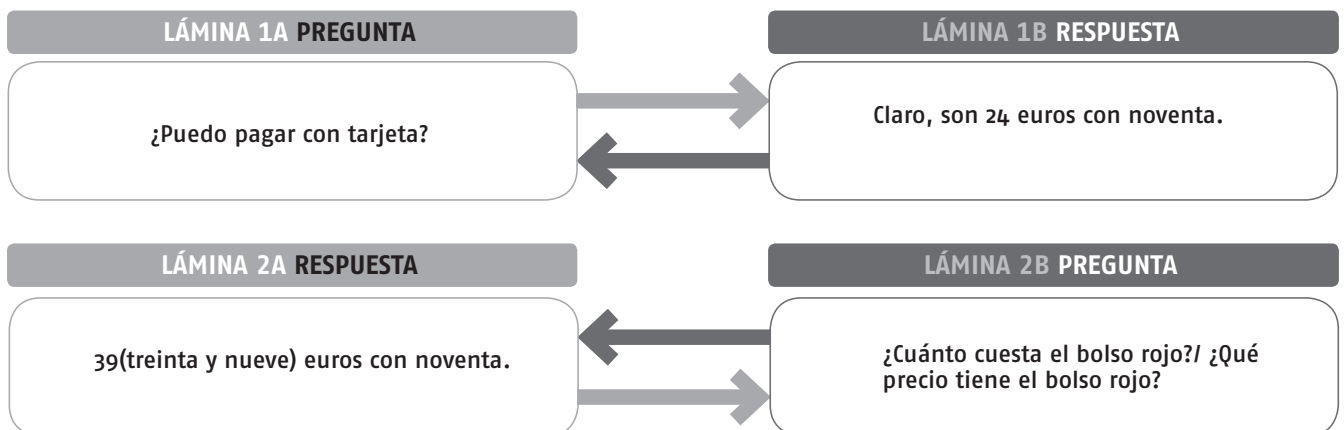 LÁMINA 1A PREGUNTA
LÁMINA 1B RESPUESTA
¿Puedo pagar con tarjeta?
Claro, son 24 euros con noventa.
LÁMINA 2A RESPUESTA
LÁMINA 2B PREGUNTA
39(treinta y nueve) euros con noventa.
¿Cuánto cuesta el bolso rojo?/ ¿Qué
precio tiene el bolso rojo?